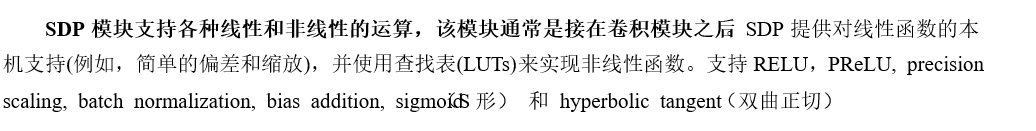 SDP 模块支持各种线性和非线性的运算，该模块通常是接在卷积模块之后 SDP 提供对线性函数的本
机支持(例如，简单的偏差和缩放)，并使用查找表(LUTs)来实现非线性函数。支持 RELU，PReLU, precision
scaling, batch normalization, bias addition, sigmoid（S 形） 和 hyperbolic tangent（双曲正切）